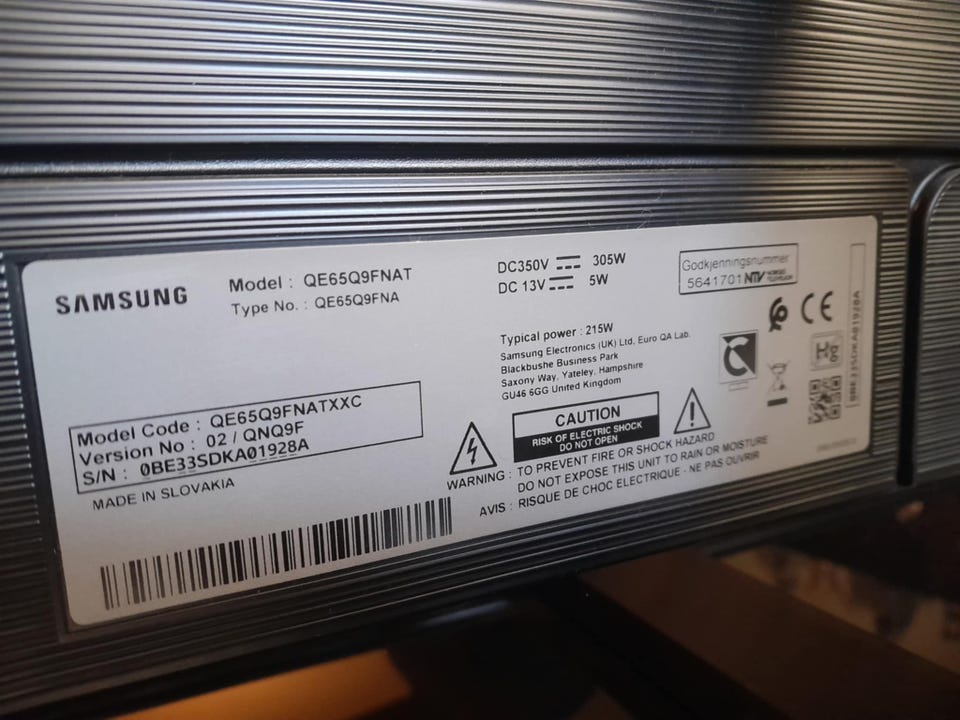 SAMSUNG
Model : QE65Q9FNAT
Type No. : QE65Q9FNA
DC350V 305W
DC 13V 5W
Godkjenningsnummer
5641701 NTV
Typical power : 215W
Samsung Electronics (UK) Ltd, Euro QA Lab.
Blackbushe Business Park
Saxony Way, Yateley, Hampshire
GU46 6GG United Kingdom
CE
Model Code : QE65Q9FNATXXC
Version No : 02 / QNQ9F
S/N : 0BE33SDKA01928A
MADE IN SLOVAKIA
CAUTION
RISK OF ELECTRIC SHOCK
DO NOT OPEN
WARNING : TO PREVENT FIRE OR SHOCK HAZARD
DO NOT EXPOSE THIS UNIT TO RAIN OR MOISTURE
AVIS : RISQUE DE CHOC ELECTRIQUE - NE PAS OUVRIR
Hg
0BE33SDKA01928A